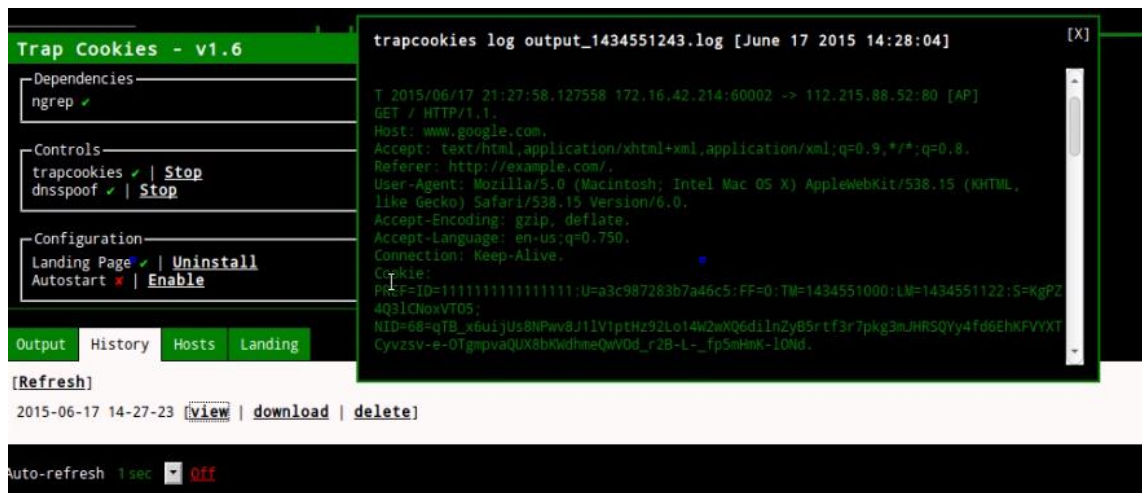 Trap Cookies - v1.6
Dependencies
ngrep ✔
Controls
trapcookies ✔ | Stop
dnsspoof ✔ | Stop
Configuration
Landing Page ✔ | Uninstall
Autostart ✘ | Enable
trapcookies log output_1434551243.log [June 17 2015 14:28:04]
[X]
T 2015/06/17 21:27:58.127558 172.16.42.214:60002 -> 112.215.88.52:80 [AP]
GET / HTTP/1.1.
Host: www.google.com.
Accept: text/html,application/xhtml+xml,application/xml;q=0.9,*/*;q=0.8.
Referer: http://example.com/.
User-Agent: Mozilla/5.0 (Macintosh; Intel Mac OS X) AppleWebKit/538.15 (KHTML,
like Gecko) Safari/538.15 Version/6.0.
Accept-Encoding: gzip, deflate.
Accept-Language: en-us;q=0.750.
Connection: Keep-Alive.
Cookie:
PREF=ID=1111111111111111:U=a3c987283b7a46c5:FF=0:TM=1434551000:LM=1434551122:S=KgPZ
4Q3lCNoxVTO5;
NID=68=qTB_x6uijUs8NPwv8J1lV1ptHz92Lo14W2wXQ6dilnZyB5rtf3r7pkg3mJHRSQYy4fd6EhKFVYXT
Cyvzsv-e-OTgmpvaQUX8bKWdhmeQwVOd_r2B-L-_fp5mHmK-lONd.
Output History Hosts Landing
[Refresh]
2015-06-17 14-27-23 [view | download | delete]
Auto-refresh 1 sec Off